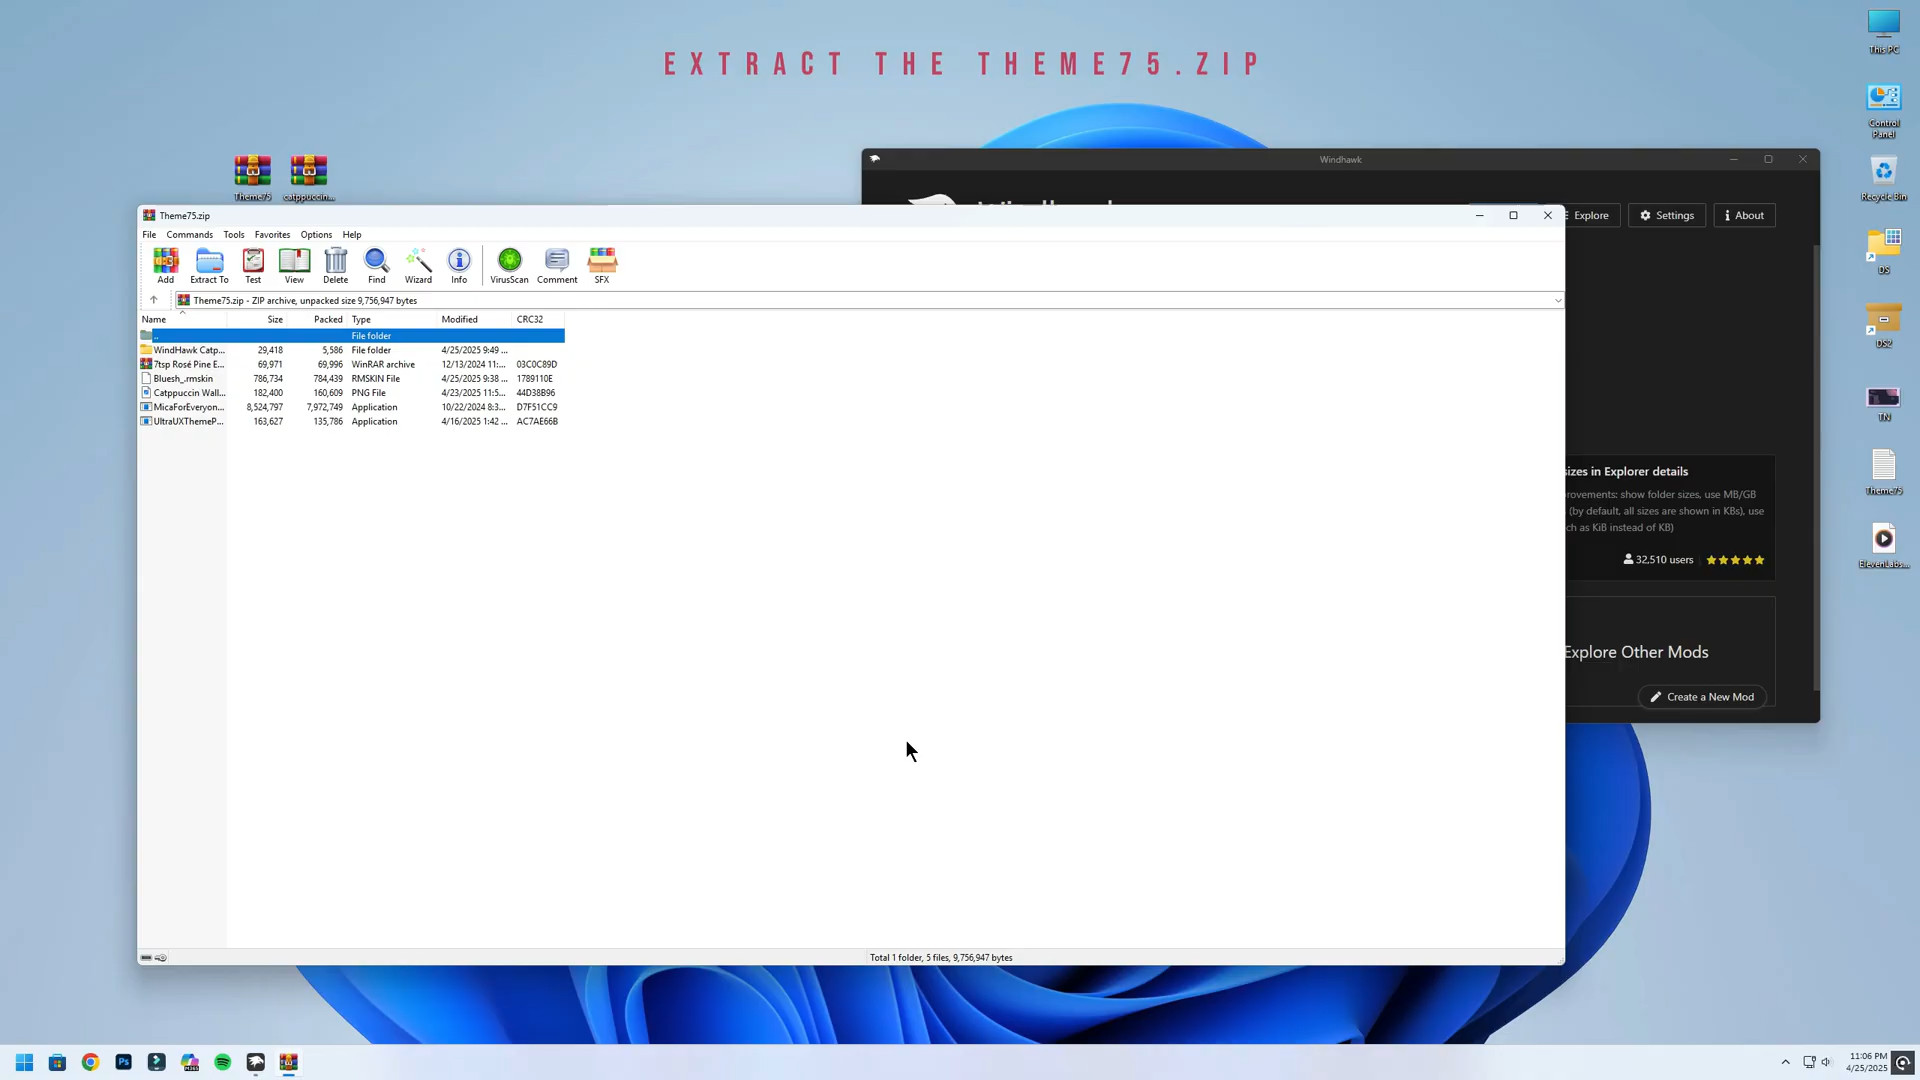 EXTRACT THE THEME75.ZIP
This PC
Control Panel
Recycle Bin
DS
DS2
TN
Theme75
ElevenLabs...
Theme75
catppuccin...
Windhawk
Explore
Settings
About
Theme75.zip
File Commands Tools Favorites Options Help
Add Extract To Test View Delete Find Wizard Info VirusScan Comment SFX
Theme75.zip - ZIP archive, unpacked size 9,756,947 bytes
Name Size Packed Type Modified CRC32
.. File folder
WindHawk Catp... 29,418 5,586 File folder 4/25/2025 9:49 ...
7tsp Rosé Pine E... 69,971 69,996 WinRAR archive 12/13/2024 11:... 03C0C89D
Bluesh_.rmskin 786,734 784,439 RMSKIN File 4/25/2025 9:38 ... 1789110E
Catppuccin Wall... 182,400 160,609 PNG File 4/23/2025 11:5... 44D38B96
MicaForEveryon... 8,524,797 7,972,749 Application 10/22/2024 8:3... D7F51CC9
UltraUXThemeP... 163,627 135,786 Application 4/16/2025 1:42 ... AC7AE66B
sizes in Explorer details
rovements: show folder sizes, use MB/GB
(by default, all sizes are shown in KBs), use
ch as KiB instead of KB)
32,510 users
Explore Other Mods
Create a New Mod
Total 1 folder, 5 files, 9,756,947 bytes
Ps
M365
11:06 PM
4/25/2025